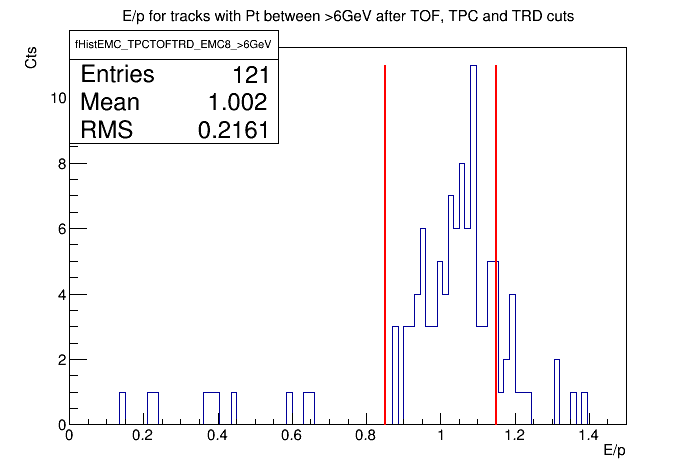 E/p for tracks with Pt between >6GeV after TOF, TPC and TRD cuts
fHistEMC_TPCTOFTRD_EMC8_>6GeV
Entries 121
Mean 1.002
RMS 0.2161
Cts
10
8
6
4
2
0
0 0.2 0.4 0.6 0.8 1 1.2 1.4
E/p